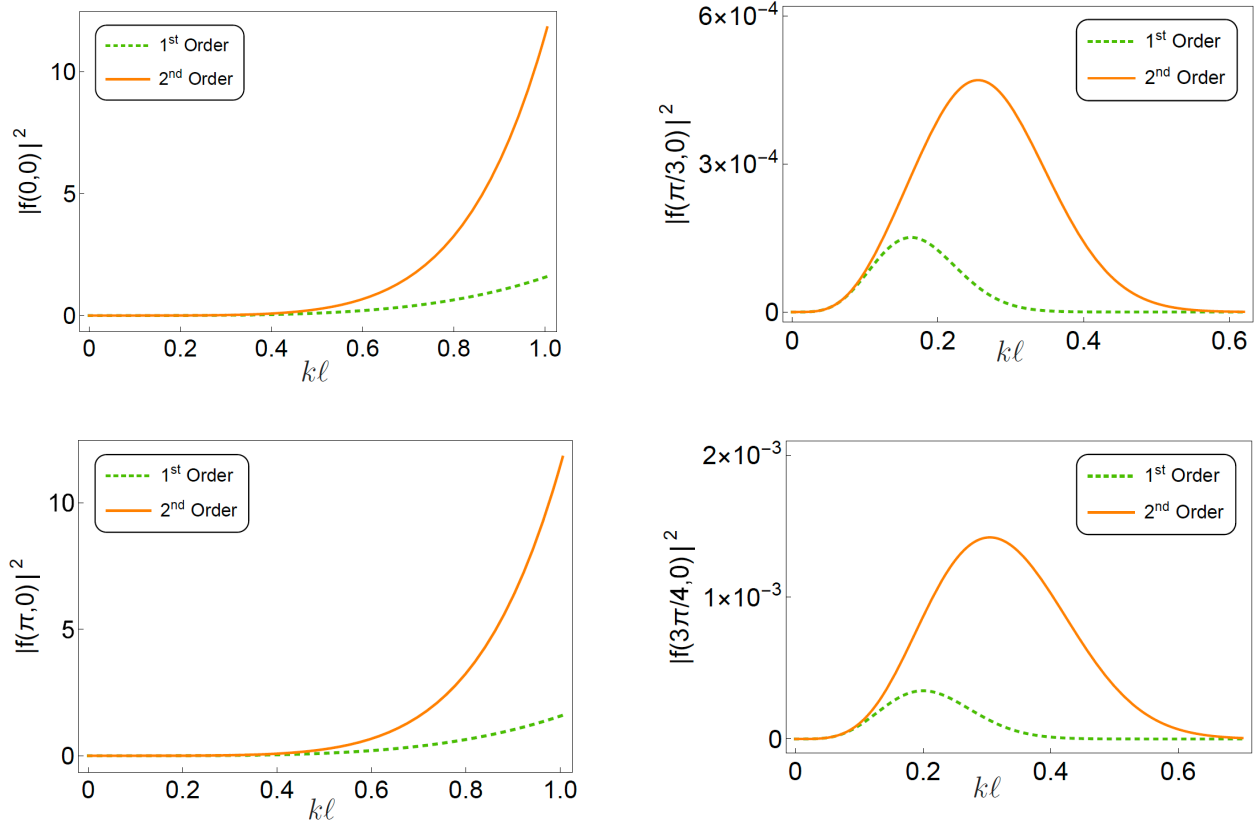 |f(0,0)|²
10
5
0
1st Order
2nd Order
0 0.2 0.4 0.6 0.8 1.0
kℓ
|f(π/3,0)|²
6×10⁻⁴
3×10⁻⁴
0
1st Order
2nd Order
0 0.2 0.4 0.6
kℓ
|f(π,0)|²
10
5
0
1st Order
2nd Order
0 0.2 0.4 0.6 0.8 1.0
kℓ
|f(3π/4,0)|²
2×10⁻³
1×10⁻³
0
1st Order
2nd Order
0 0.2 0.4 0.6
kℓ